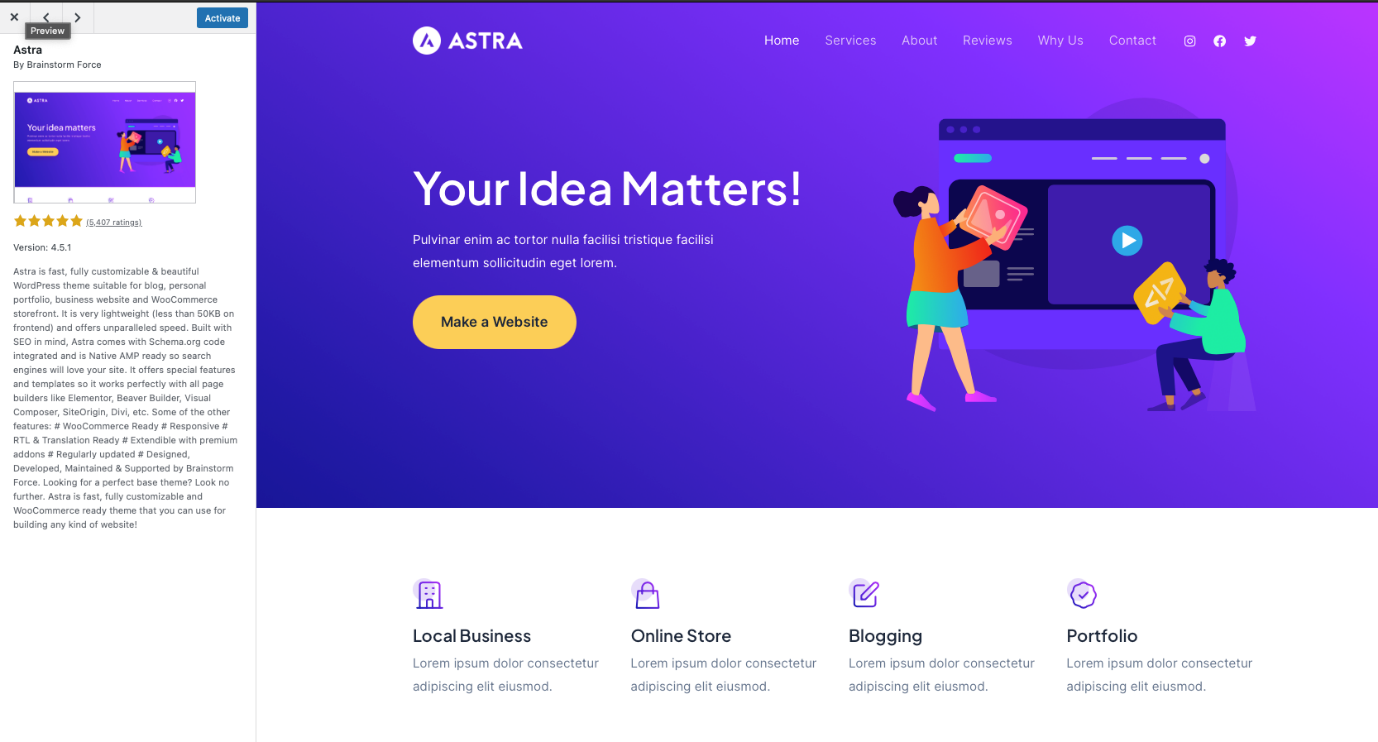 Activate
Preview
Astra
By Brainstorm Force
ASTRA
Your idea matters
(5,407 ratings)
Version: 4.5.1
Astra is fast, fully customizable & beautiful
WordPress theme suitable for blog, personal
portfolio, business website and WooCommerce
storefront. It is very lightweight (less than 50KB on
frontend) and offers unparalleled speed. Built with
SEO in mind, Astra comes with Schema.org code
integrated and is Native AMP ready so search
engines will love your site. It offers special features
and templates so it works perfectly with all page
builders like Elementor, Beaver Builder, Visual
Composer, SiteOrigin, Divi, etc. Some of the other
features: # WooCommerce Ready # Responsive #
RTL & Translation Ready # Extendible with premium
addons # Regularly updated # Designed,
Developed, Maintained & Supported by Brainstorm
Force. Looking for a perfect base theme? Look no
further. Astra is fast, fully customizable and
WooCommerce ready theme that you can use for
building any kind of website!
ASTRA
Home Services About Reviews Why Us Contact
Your Idea Matters!
Pulvinar enim ac tortor nulla facilisi tristique facilisi
elementum sollicitudin eget lorem.
Make a Website
Local Business
Lorem ipsum dolor consectetur
adipiscing elit eiusmod.
Online Store
Lorem ipsum dolor consectetur
adipiscing elit eiusmod.
Blogging
Lorem ipsum dolor consectetur
adipiscing elit eiusmod.
Portfolio
Lorem ipsum dolor consectetur
adipiscing elit eiusmod.